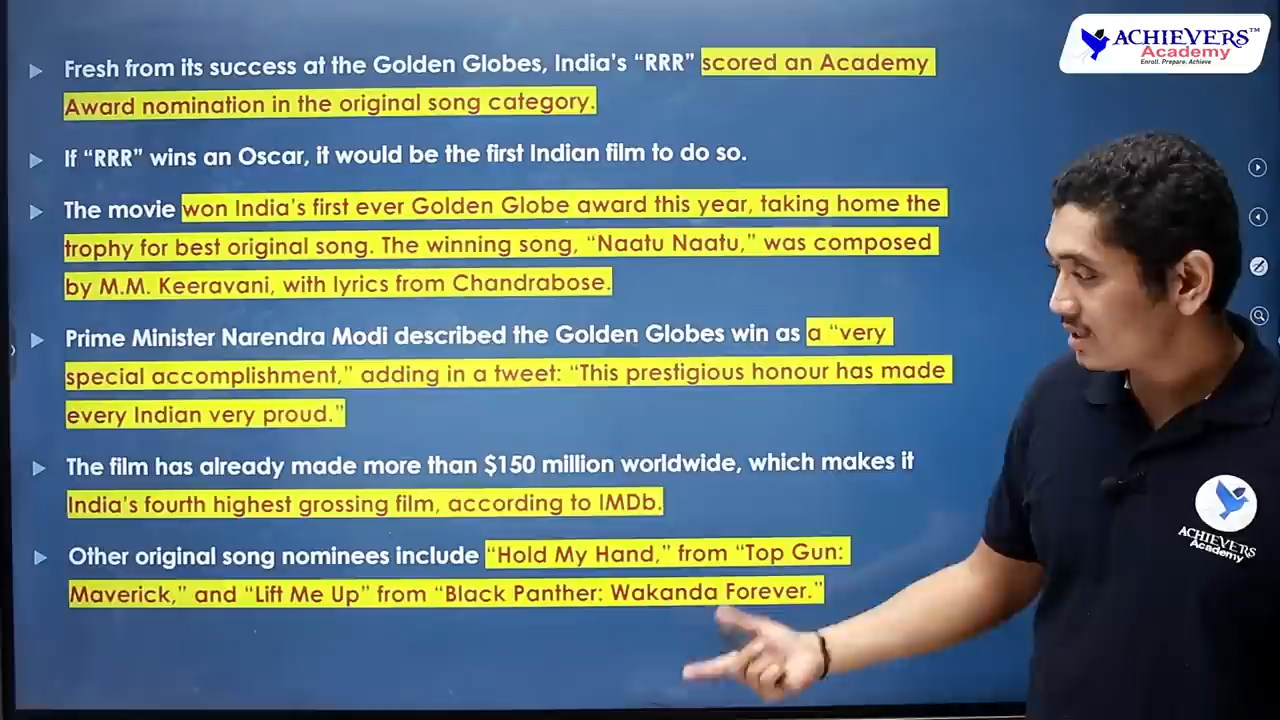 ACHIEVERS™
Academy
Enroll. Prepare. Achieve
Fresh from its success at the Golden Globes, India's “RRR” scored an Academy
Award nomination in the original song category.
If “RRR” wins an Oscar, it would be the first Indian film to do so.
The movie won India's first ever Golden Globe award this year, taking home the
trophy for best original song. The winning song, “Naatu Naatu,” was composed
by M.M. Keeravani, with lyrics from Chandrabose.
Prime Minister Narendra Modi described the Golden Globes win as a “very
special accomplishment,” adding in a tweet: “This prestigious honour has made
every Indian very proud.”
The film has already made more than $150 million worldwide, which makes it
India's fourth highest grossing film, according to IMDb.
Other original song nominees include “Hold My Hand,” from “Top Gun:
Maverick,” and “Lift Me Up” from “Black Panther: Wakanda Forever.”
ACHIEVERS
Academy